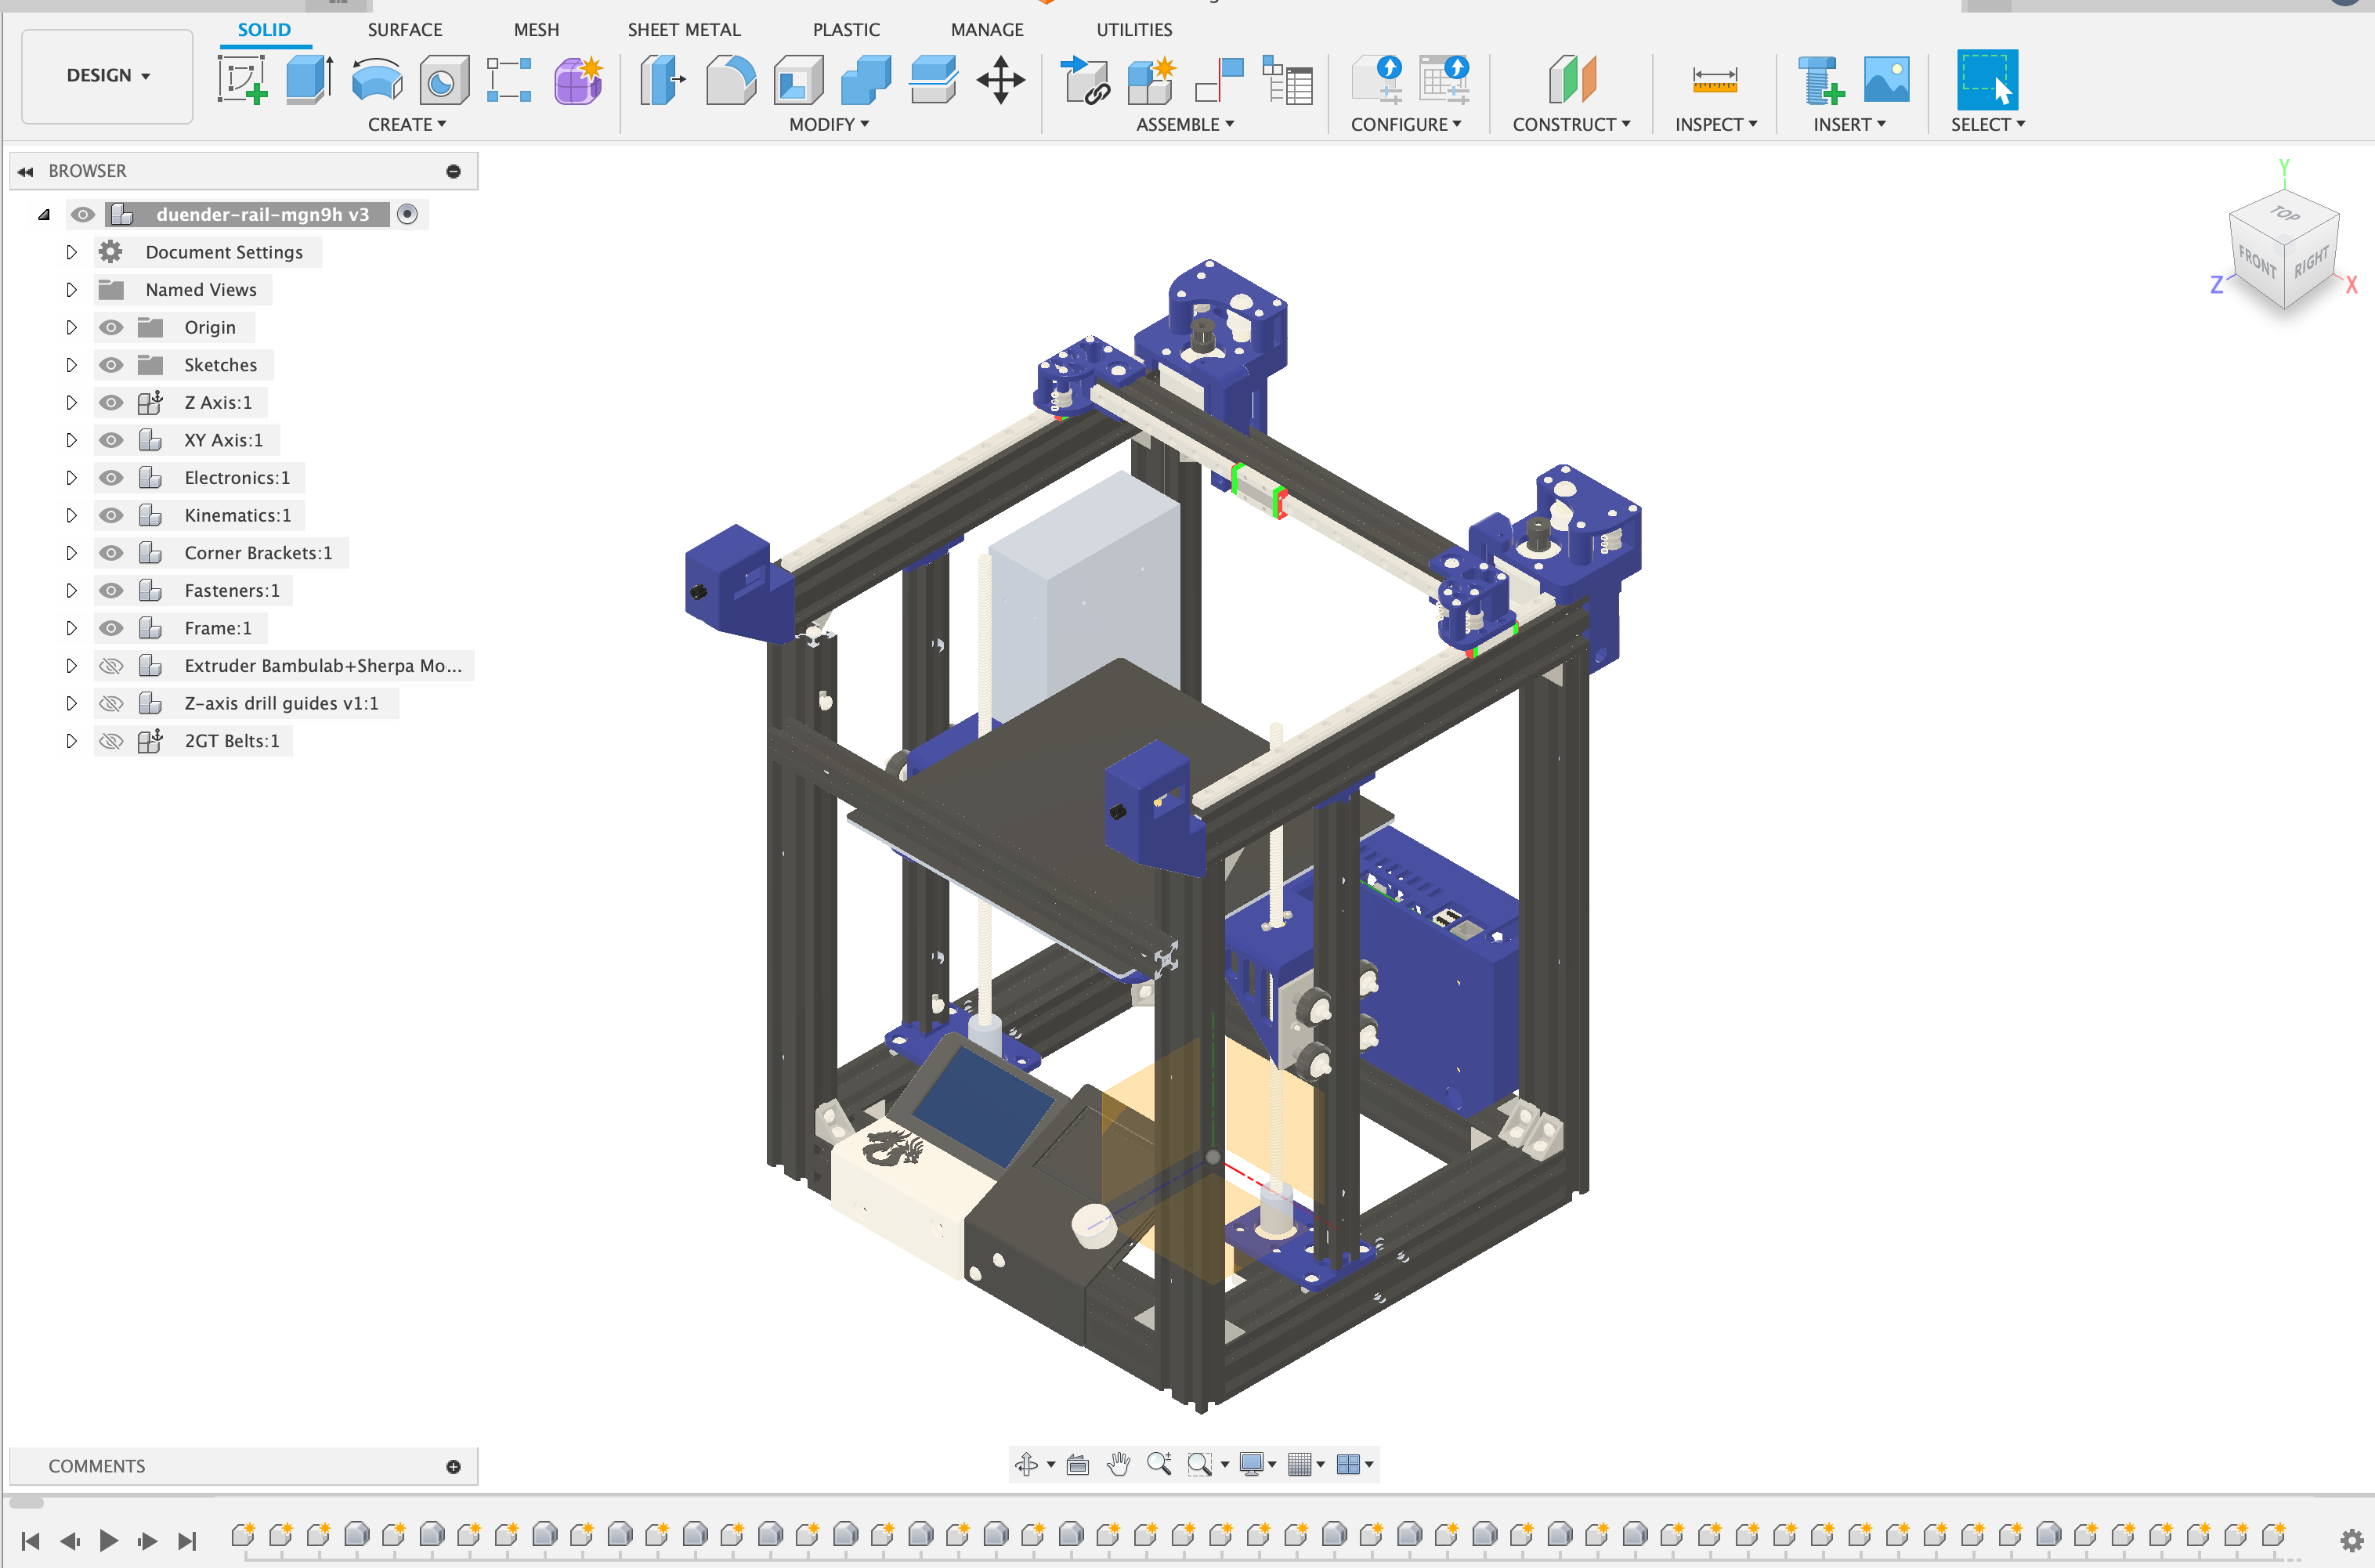 SOLID
SURFACE
MESH
SHEET METAL
PLASTIC
MANAGE
UTILITIES
DESIGN
CREATE
MODIFY
ASSEMBLE
CONFIGURE
CONSTRUCT
INSPECT
INSERT
SELECT
BROWSER
duender-rail-mgn9h v3
Document Settings
Named Views
Origin
Sketches
Z Axis:1
XY Axis:1
Electronics:1
Kinematics:1
Corner Brackets:1
Fasteners:1
Frame:1
Extruder Bambulab+Sherpa Mo...
Z-axis drill guides v1:1
2GT Belts:1
Y
TOP
FRONT
RIGHT
Z
X
COMMENTS